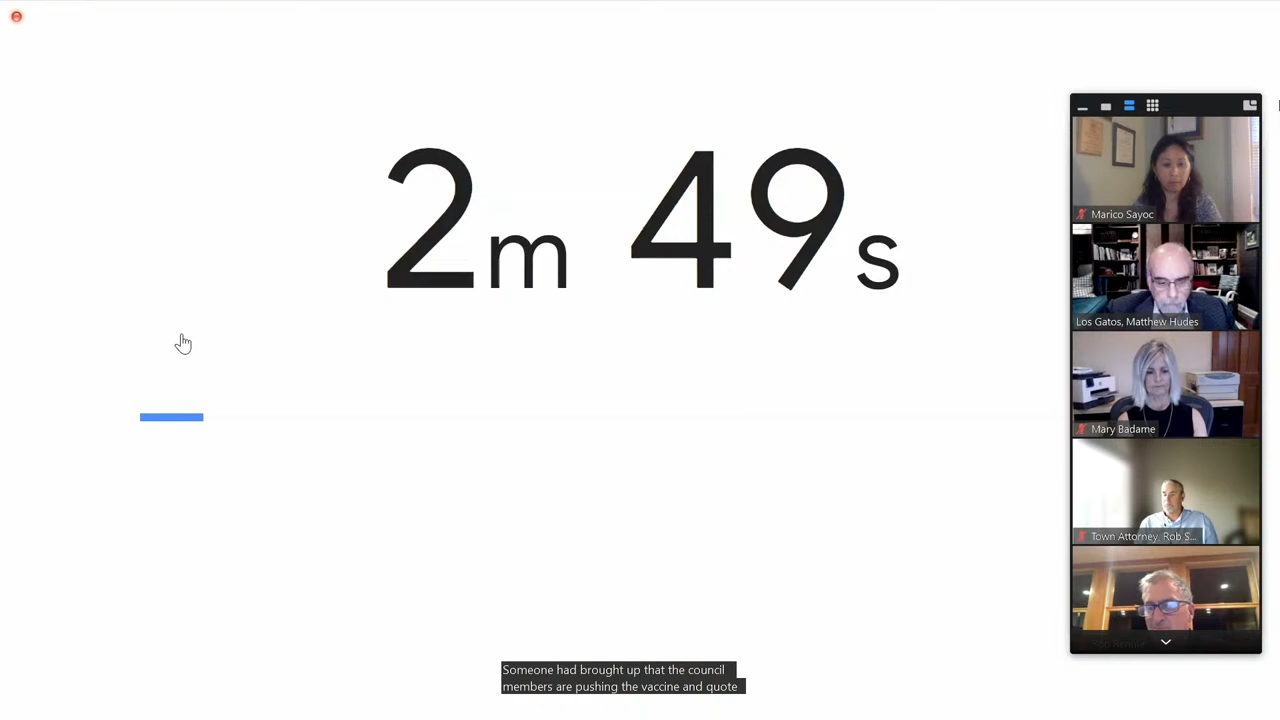 2m 49s
Marico Sayoc
Los Gatos, Matthew Hudes
Mary Badame
Town Attorney, Rob S...
Someone had brought up that the council
members are pushing the vaccine and quote